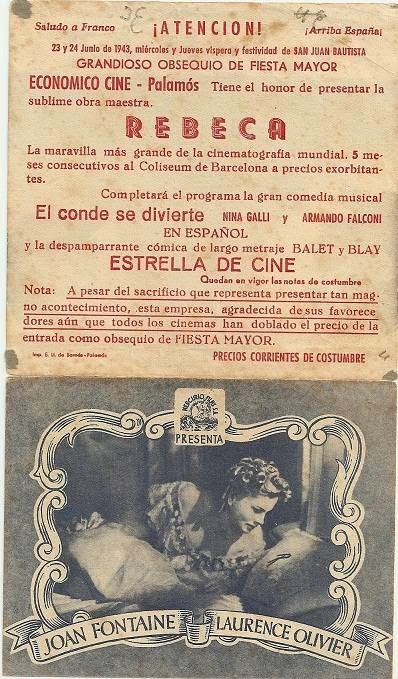 Saludo a Franco ¡ATENCION! ¡Arriba España¡
23 y 24 Junio de 1943, miércoles y Jueves víspera y festividad de SAN JUAN BAUTISTA
GRANDIOSO OBSEQUIO DE FIESTA MAYOR
ECONOMICO CINE - Palamós Tiene el honor de presentar la
sublime obra maestra.
REBECA
La maravilla más grande de la cinematografía mundial. 5 me-
ses consecutivos al Coliseum de Barcelona a precios exorbitan-
tes.
Completará el programa la gran comedia musical
El conde se divierte NINA GALLI y ARMANDO FALCONI
EN ESPAÑOL
y la despamparrante cómica de largo metraje BALET y BLAY
ESTRELLA DE CINE
Quedan en vigor las notas de costumbre
Nota: A pesar del sacrificio que representa presentar tan mag-
no acontecimiento, esta empresa, agradecida de sus favorece
dores aún que todos los cinemas han doblado el precio de la
entrada como obsequio de FIESTA MAYOR.
Imp. E. U. de Barnés-Palamós PRECIOS CORRIENTES DE COSTUMBRE
MERCURIO FILMS S.A.
PRESENTA
JOAN FONTAINE LAURENCE OLIVIER